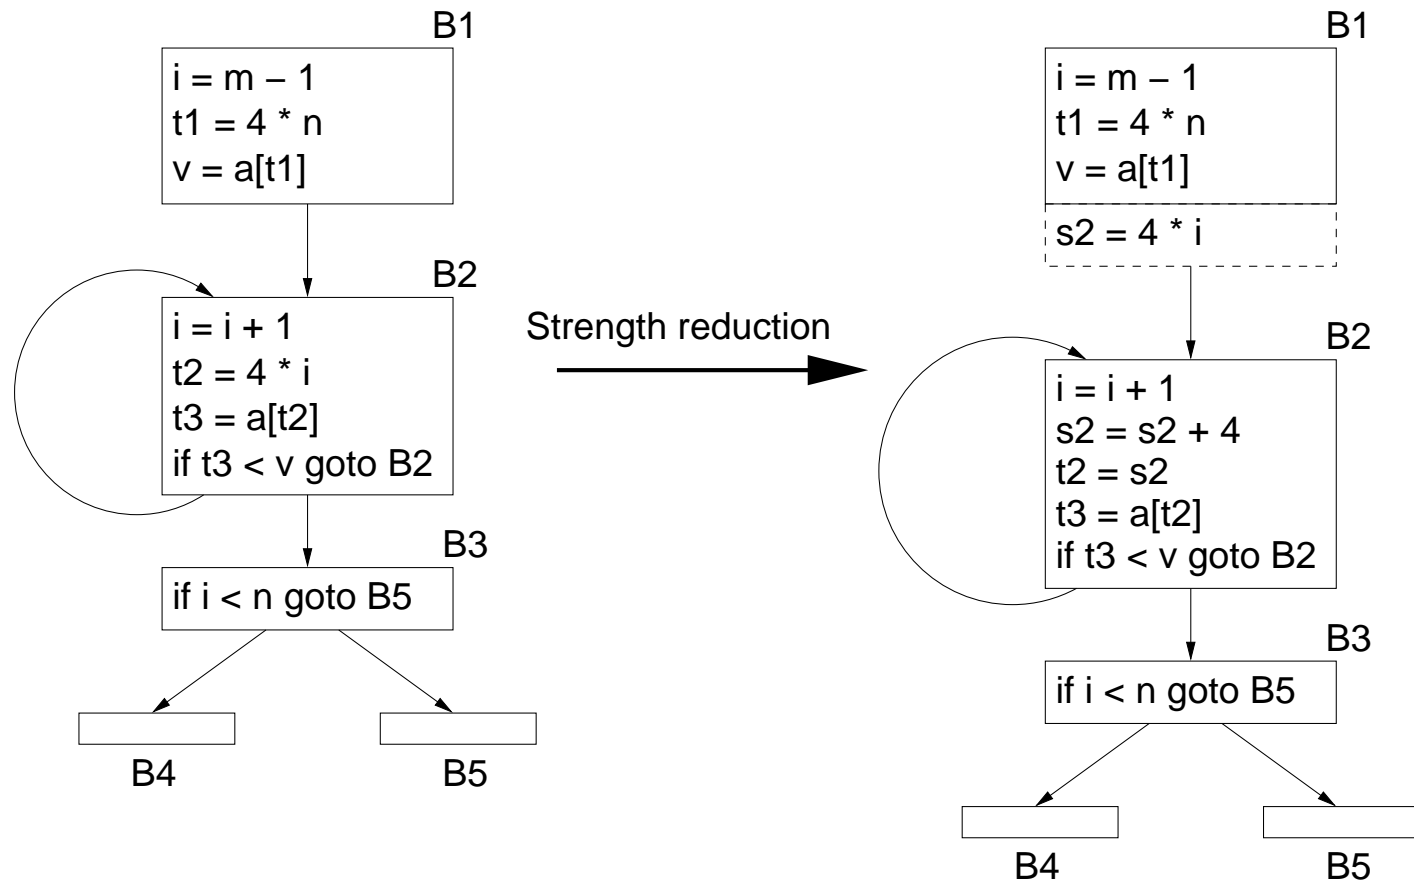 B1
i = m – 1
t1 = 4 * n
v = a[t1]
B2
i = i + 1
t2 = 4 * i
t3 = a[t2]
if t3 < v goto B2
B3
if i < n goto B5
B4
B5
Strength reduction
B1
i = m – 1
t1 = 4 * n
v = a[t1]
s2 = 4 * i
B2
i = i + 1
s2 = s2 + 4
t2 = s2
t3 = a[t2]
if t3 < v goto B2
B3
if i < n goto B5
B4
B5